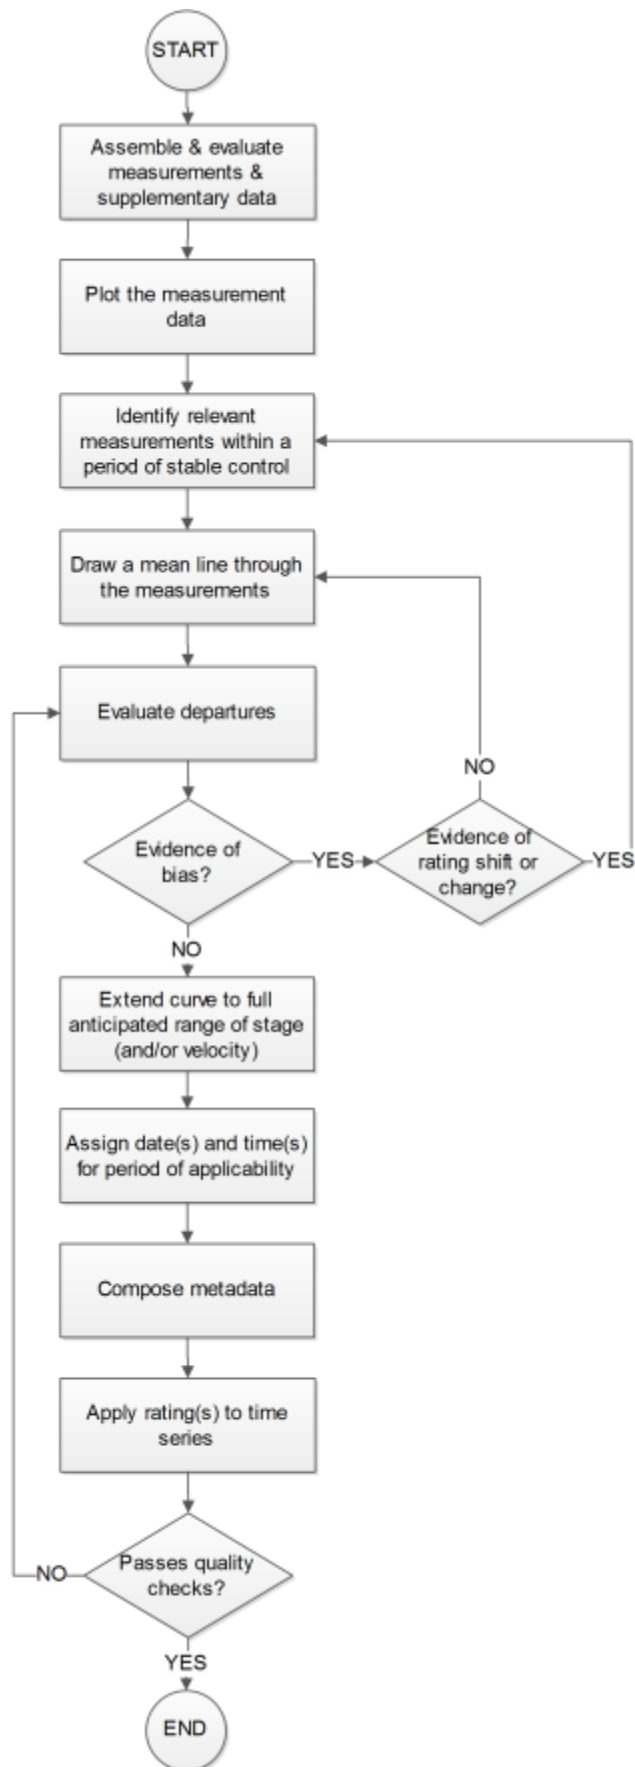 START
Assemble & evaluate
measurements &
supplementary data
Plot the measurement
data
Identify relevant
measurements within a
period of stable control
Draw a mean line through
the measurements
Evaluate departures
NO
Evidence of
bias?
YES
Evidence of
rating shift or
change?
YES
NO
Extend curve to full
anticipated range of stage
(and/or velocity)
Assign date(s) and time(s)
for period of applicability
Compose metadata
Apply rating(s) to time
series
Passes quality
checks?
NO
YES
END